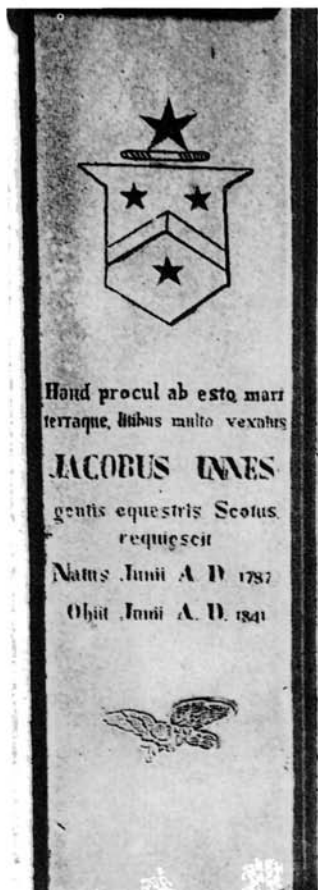 Haud procul ab esto mari
terraque, litibus multo vexatus
JACOBUS INNES
gentis equestris Scotus
requiescit
Natus Junii A. D. 1787
Obiit Junii A. D. 1841